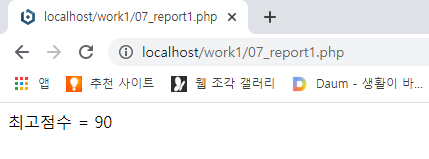 localhost/work1/07_report1.php
localhost/work1/07_report1.php
앱 추천 사이트 웹 조각 갤러리 Daum - 생활이 바...
최고점수 = 90